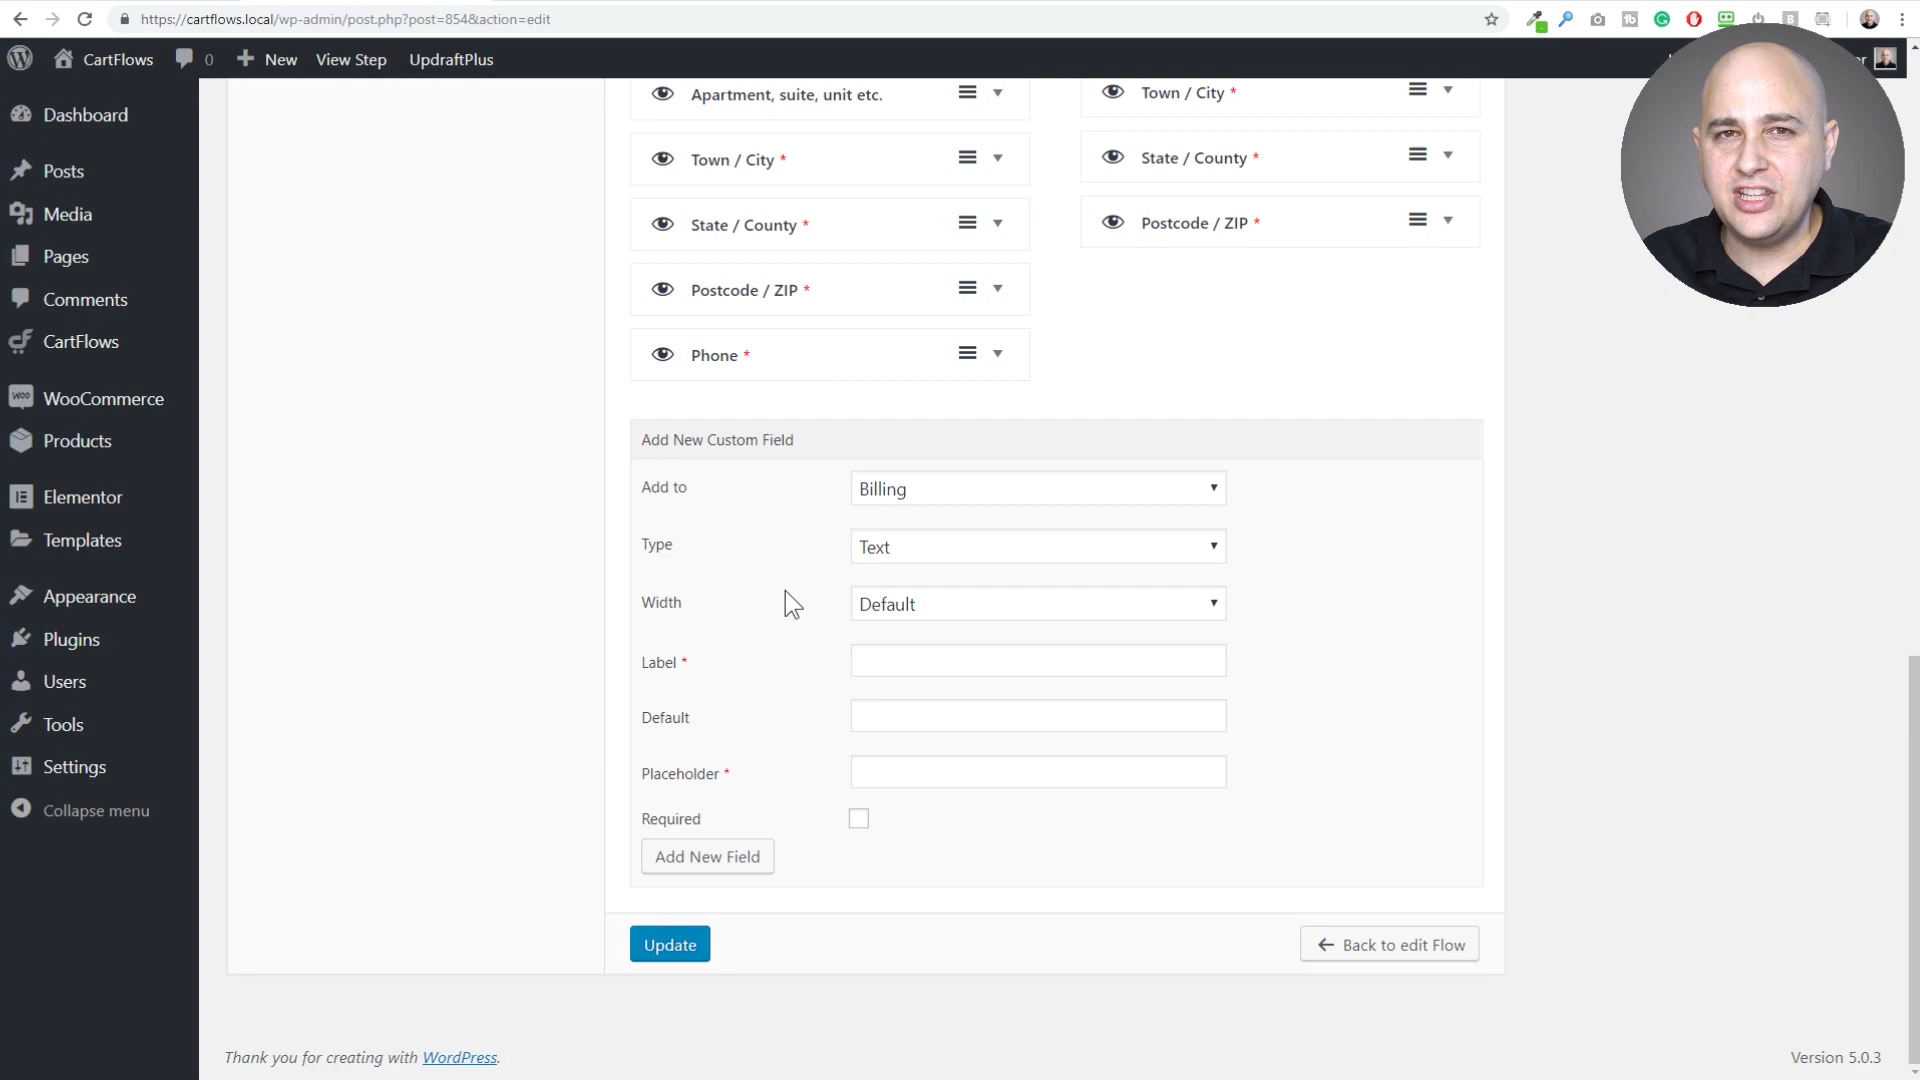 https://cartflows.local/wp-admin/post.php?post=854&action=edit
CartFlows
0
New
View Step
UpdraftPlus
Dashboard
Posts
Media
Pages
Comments
CartFlows
WooCommerce
Products
Elementor
Templates
Appearance
Plugins
Users
Tools
Settings
Collapse menu
Apartment, suite, unit etc.
Town / City *
State / County *
Postcode / ZIP *
Phone *
Town / City *
State / County *
Postcode / ZIP *
Add New Custom Field
Add to
Billing
Type
Text
Width
Default
Label *
Default
Placeholder *
Required
Add New Field
Update
Back to edit Flow
Thank you for creating with WordPress.
Version 5.0.3